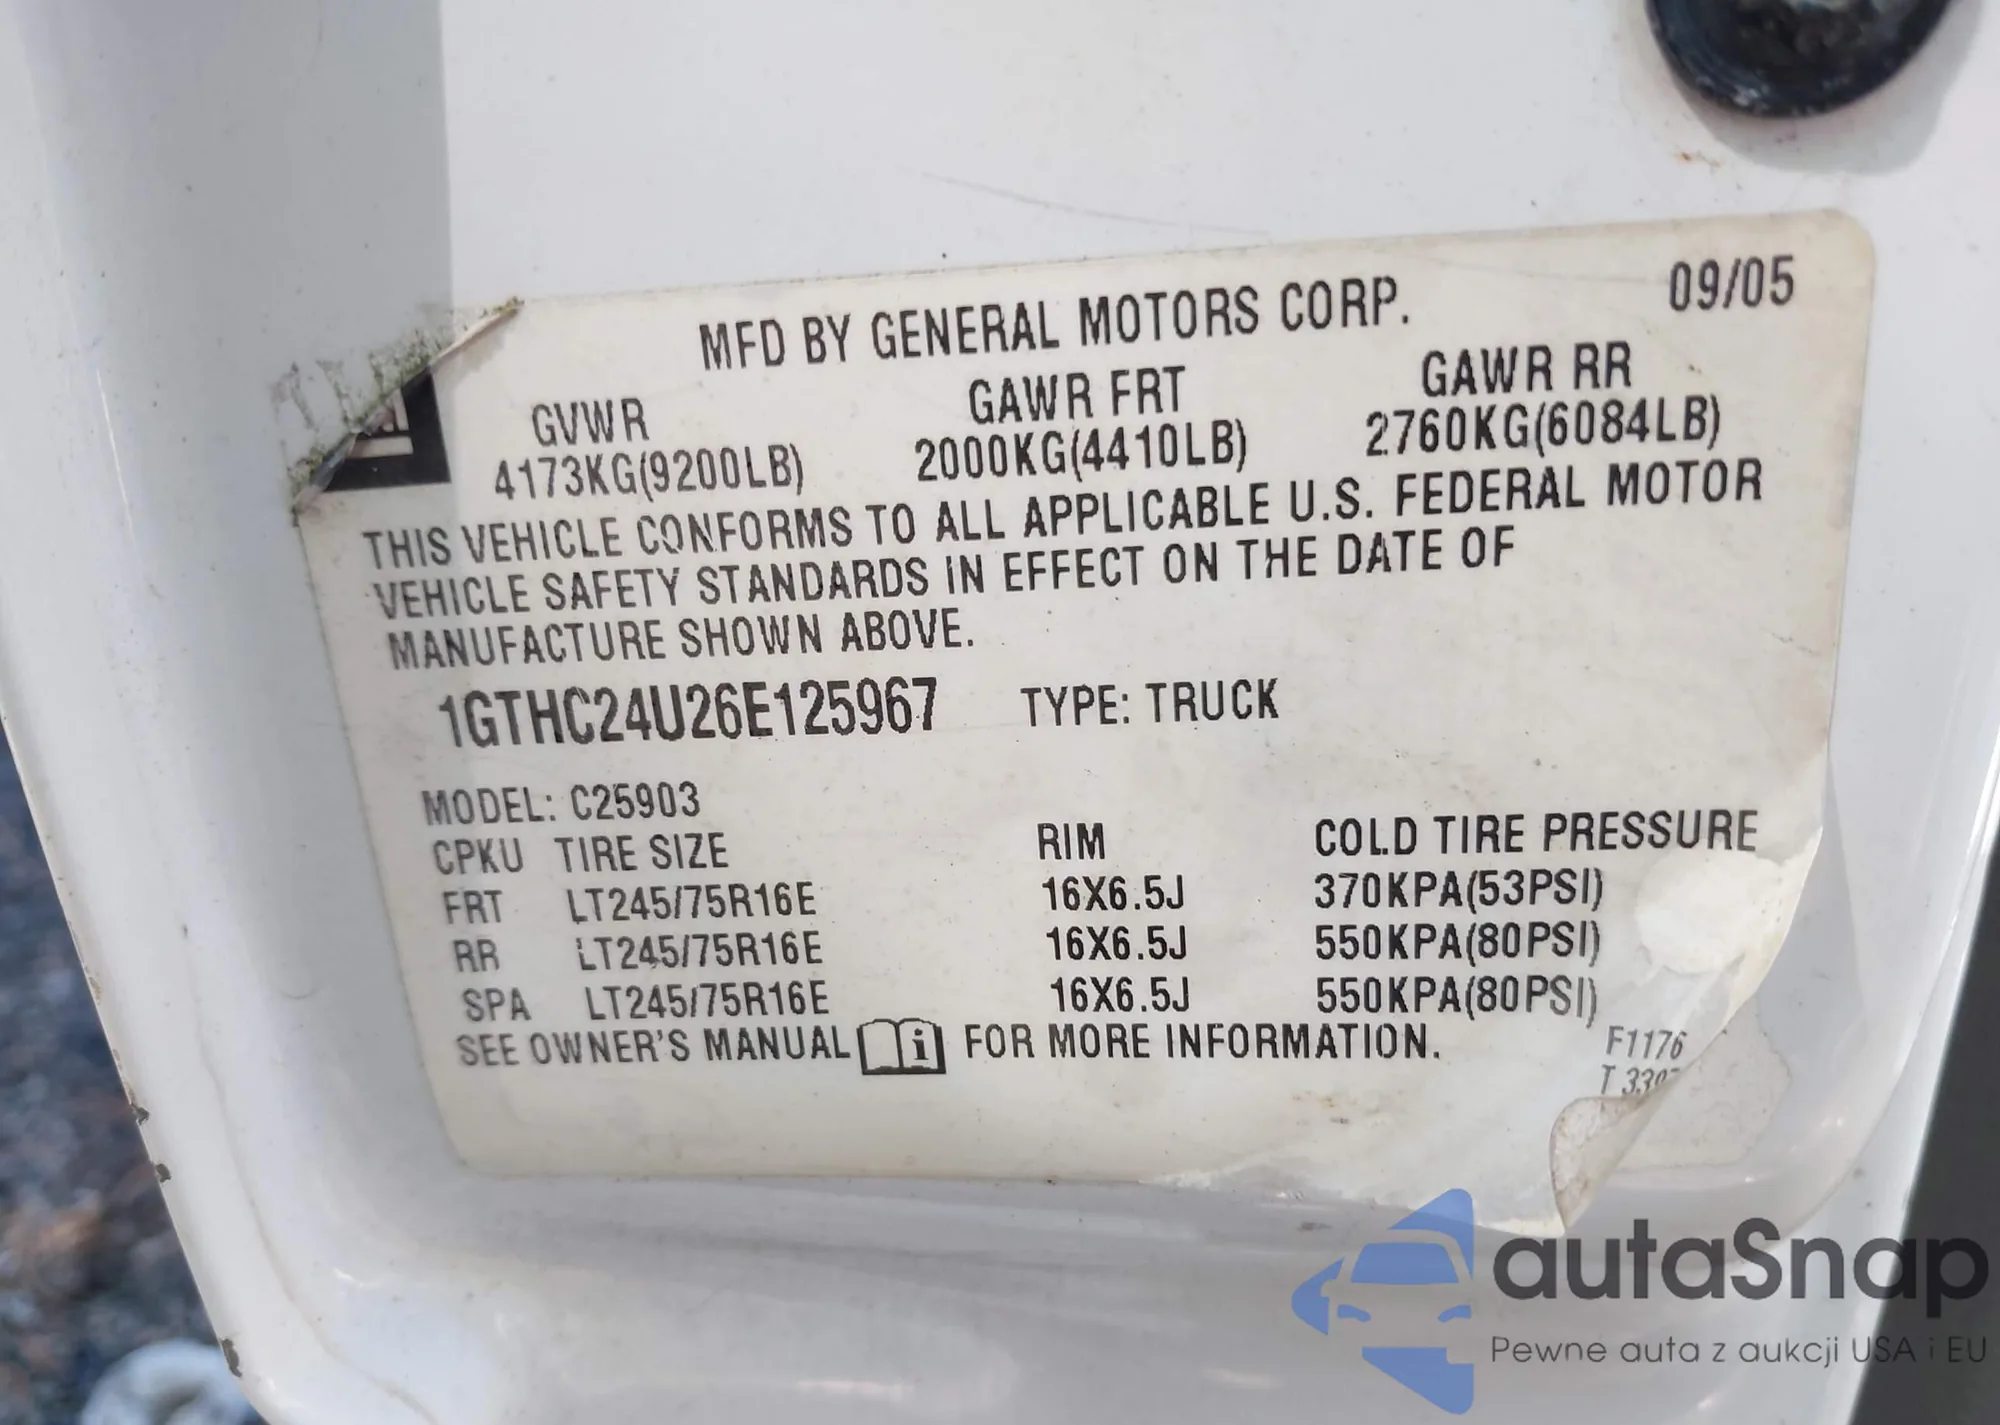 MFD BY GENERAL MOTORS CORP. 09/05
GVWR GAWR FRT GAWR RR
4173KG(9200LB) 2000KG(4410LB) 2760KG(6084LB)
THIS VEHICLE CONFORMS TO ALL APPLICABLE U.S. FEDERAL MOTOR
VEHICLE SAFETY STANDARDS IN EFFECT ON THE DATE OF
MANUFACTURE SHOWN ABOVE.
1GTHC24U26E125967 TYPE: TRUCK
MODEL: C25903
CPKU TIRE SIZE RIM COLD TIRE PRESSURE
FRT LT245/75R16E 16X6.5J 370KPA(53PSI)
RR LT245/75R16E 16X6.5J 550KPA(80PSI)
SPA LT245/75R16E 16X6.5J 550KPA(80PSI)
SEE OWNER'S MANUAL i FOR MORE INFORMATION.
F1176
T
autaSnap
Pewne auta z aukcji USA i EU